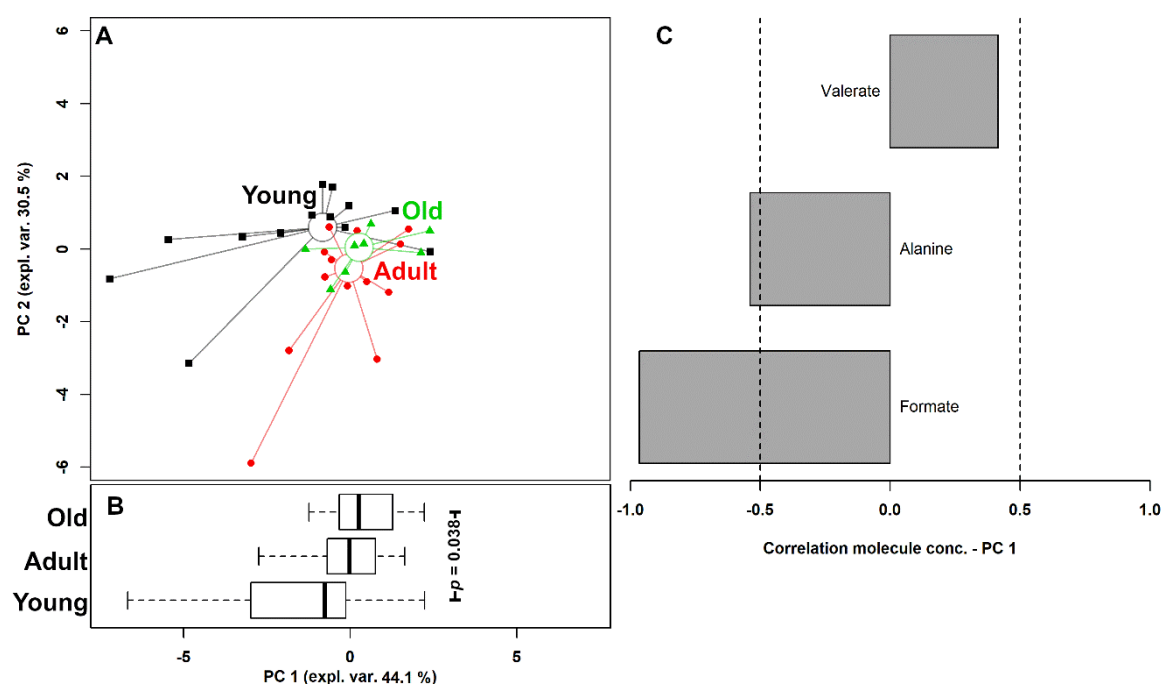 A
6
4
2
0
-2
-4
-6
PC 2 (expl. var. 30.5 %)
Young
Old
Adult
B
Old
Adult
Young
p = 0.038
-5
0
5
PC 1 (expl. var. 44.1 %)
C
Valerate
Alanine
Formate
-1.0
-0.5
0.0
0.5
1.0
Correlation molecule conc. - PC 1